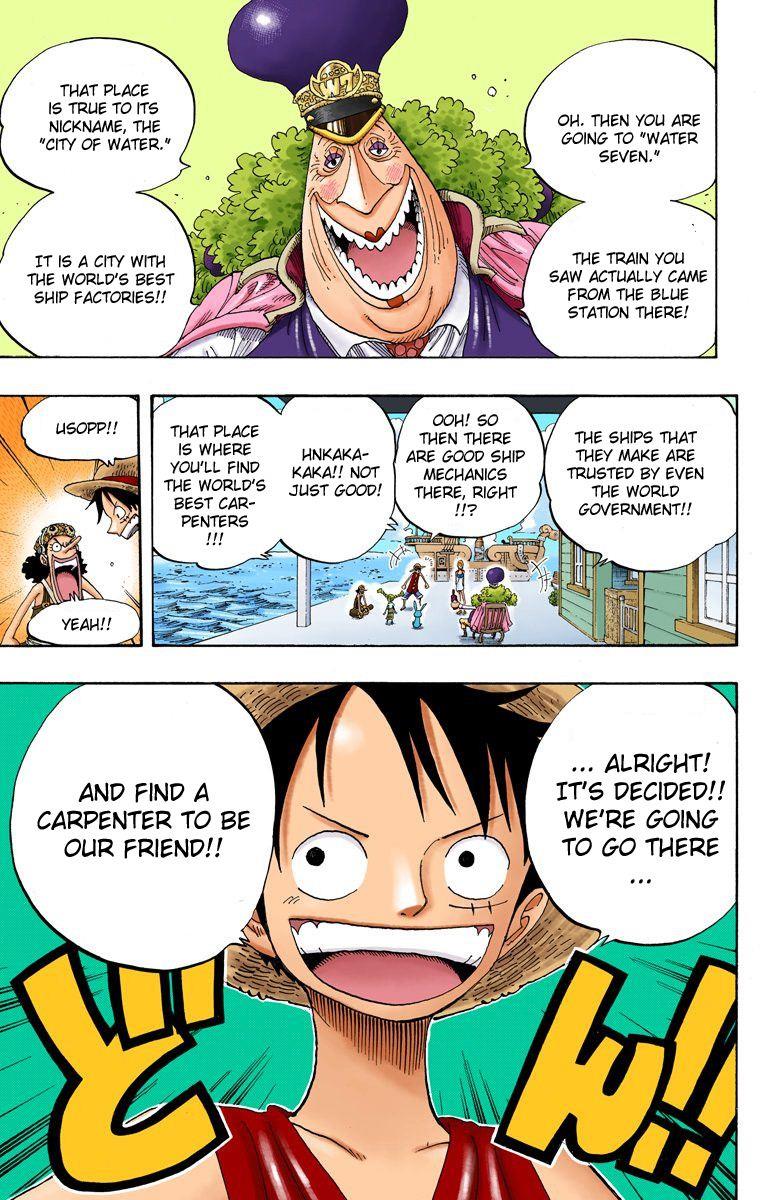 OH. THEN YOU ARE
GOING TO "WATER
SEVEN."
THE TRAIN YOU
SAW ACTUALLY CAME
FROM THE BLUE
STATION THERE!
W7
THAT PLACE
IS TRUE TO ITS
NICKNAME, THE
"CITY OF WATER."
IT IS A CITY WITH
THE WORLD'S BEST
SHIP FACTORIES!!
THE SHIPS THAT
THEY MAKE ARE
TRUSTED BY EVEN
THE WORLD
GOVERNMENT!!
OOH! SO
THEN THERE
ARE GOOD SHIP
MECHANICS
THERE, RIGHT
!!?
HNKAKA-
KAKA!! NOT
JUST GOOD!
THAT PLACE
IS WHERE
YOU'LL FIND
THE WORLD'S
BEST CAR-
PENTERS
!!!
USOPP!!
YEAH!!
... ALRIGHT!
IT'S DECIDED!!
WE'RE GOING
TO GO THERE
...
AND FIND A
CARPENTER TO BE
OUR FRIEND!!
どん!!